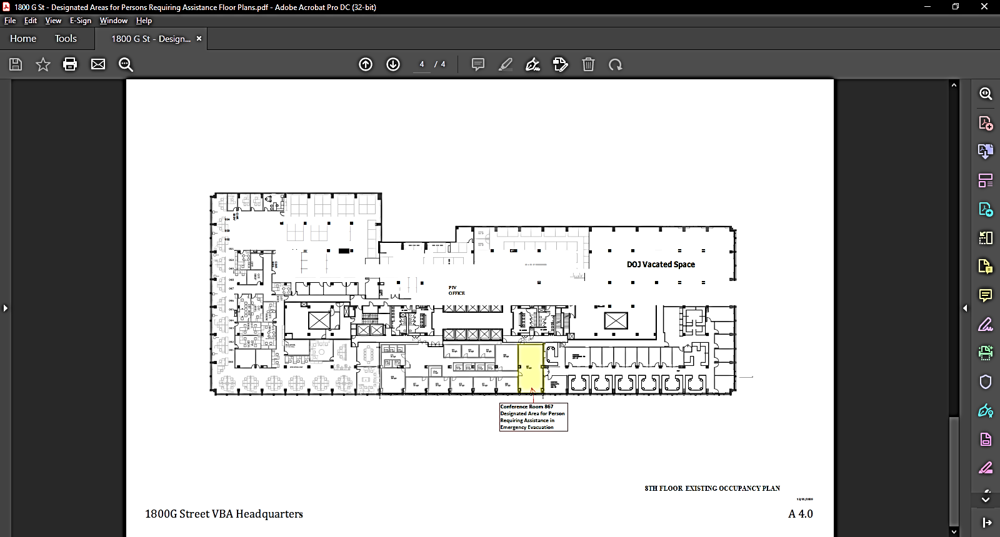 1800 G St - Designated Areas for Persons Requiring Assistance Floor Plans.pdf - Adobe Acrobat Pro DC (32-bit)
File Edit View E-Sign Window Help
Home Tools 1800 G St - Design...
4 / 4
DOJ Vacated Space
PIV
OFFICE
Conference Room 867
Designated Area for Person
Requiring Assistance in
Emergency Evacuation
8TH FLOOR EXISTING OCCUPANCY PLAN
1800G Street VBA Headquarters
A 4.0